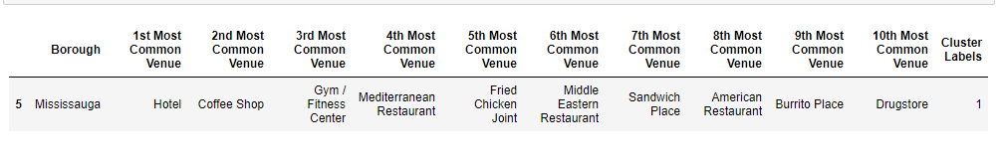 Borough 1st Most Common Venue 2nd Most Common Venue 3rd Most Common Venue 4th Most Common Venue 5th Most Common Venue 6th Most Common Venue 7th Most Common Venue 8th Most Common Venue 9th Most Common Venue 10th Most Common Venue Cluster Labels
5 Mississauga Hotel Coffee Shop Gym / Fitness Center Mediterranean Restaurant Fried Chicken Joint Middle Eastern Restaurant Sandwich Place American Restaurant Burrito Place Drugstore 1